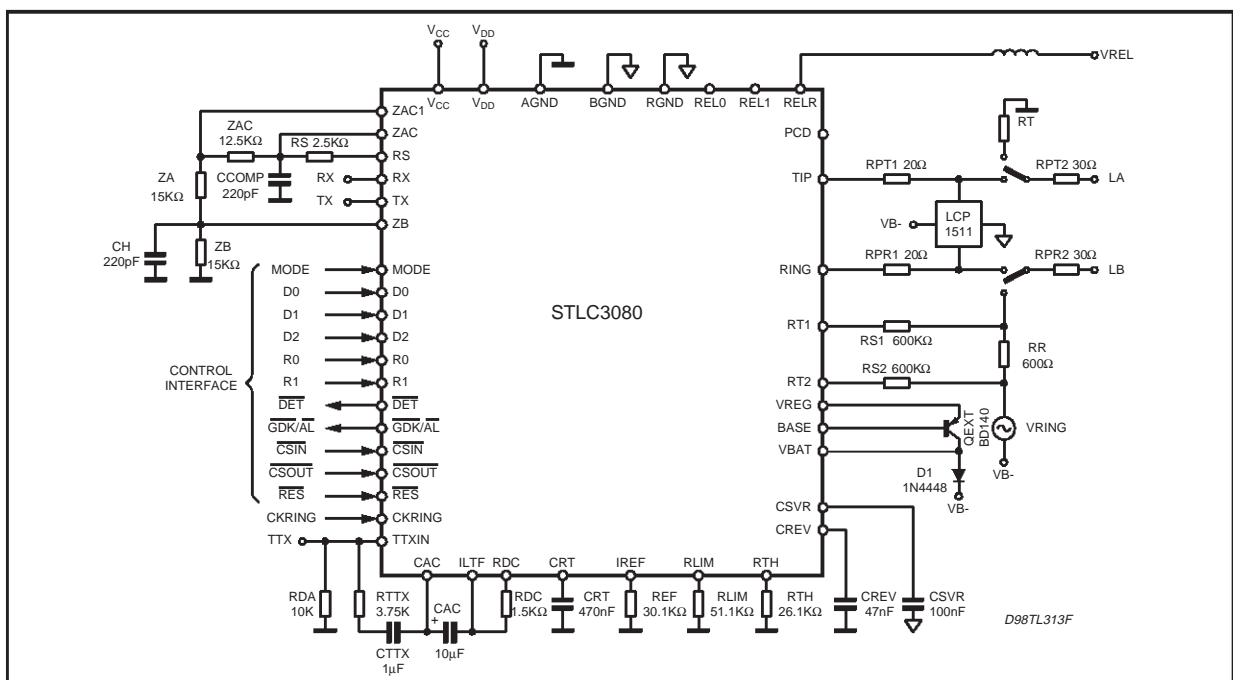 VCC
VDD
VREL
VCC
VDD
AGND
BGND
RGND
REL0
REL1
RELR
ZAC1
ZAC
12.5KΩ
ZAC
RS 2.5KΩ
RS
CCOMP
220pF
RX
RX
TX
TX
ZA
15KΩ
ZB
CH
220pF
ZB
15KΩ
PCD
RT
TIP
RPT1 20Ω
RPT2 30Ω
LA
VB-
LCP
1511
RING
RPR1 20Ω
RPR2 30Ω
LB
STLC3080
RT1
RS1 600KΩ
RR
600Ω
RT2
RS2 600KΩ
VREG
BASE
VBAT
QEXT
BD140
VRING
VB-
D1
1N4448
VB-
CSVR
CREV
CONTROL
INTERFACE
MODE
MODE
D0
D0
D1
D1
D2
D2
R0
R0
R1
R1
DET
DET
GDK/AL
GDK/AL
CSIN
CSIN
CSOUT
CSOUT
RES
RES
CKRING
CKRING
TTX
TTXIN
CAC
ILTF
RDC
CRT
IREF
RLIM
RTH
RDA
10K
RTTX
3.75K
CTTX
1µF
CAC
+
10µF
RDC
1.5KΩ
CRT
470nF
REF
30.1KΩ
RLIM
51.1KΩ
RTH
26.1KΩ
CREV
47nF
CSVR
100nF
D98TL313F